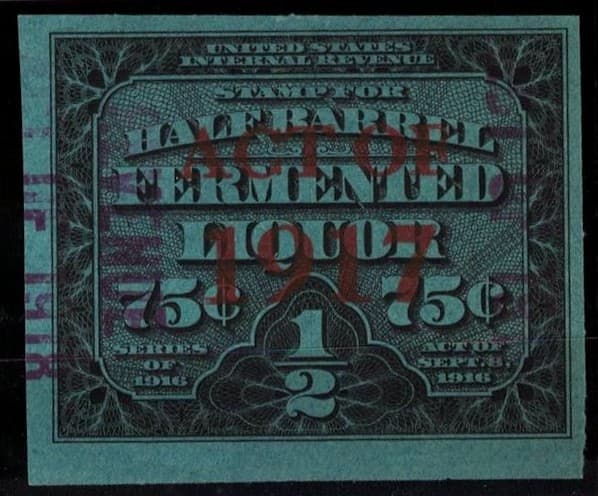 UNITED STATES
INTERNAL REVENUE
STAMP FOR
HALF BARREL
FERMENTED
LIQUOR
75¢ 75¢
ACT OF
1917
SERIES
OF
1916
1
2
ACT OF
SEPT. 8,
1916
1918